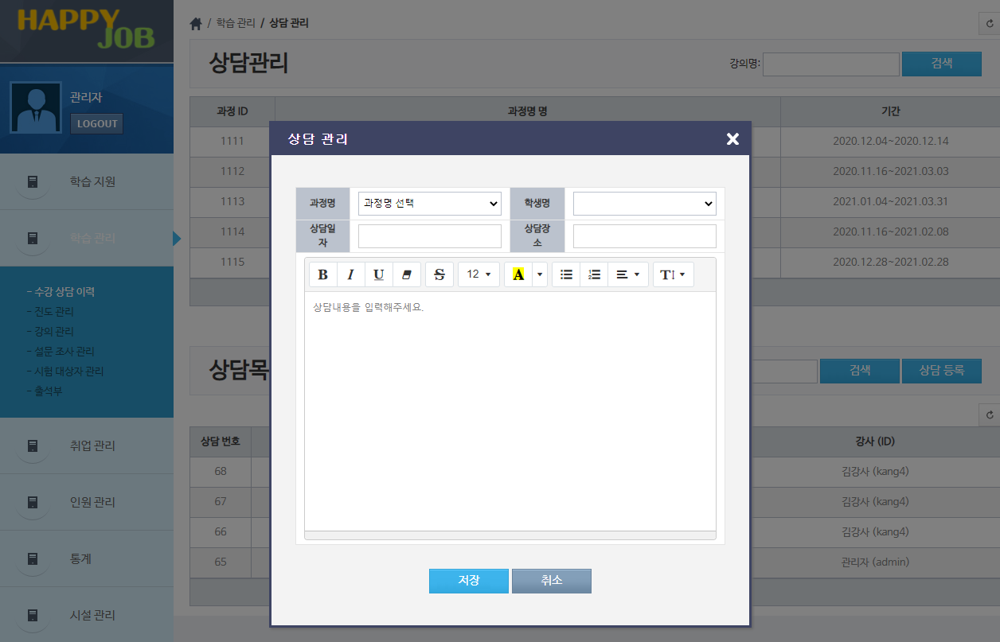 HAPPY
JOB
관리자
LOGOUT
학습 지원
학습 관리
- 수강 상담 이력
- 진도 관리
- 강의 관리
- 설문 조사 관리
- 시험 대상자 관리
- 출석부
취업 관리
인원 관리
통계
시설 관리
/ 학습 관리 / 상담 관리
상담관리
강의명:
검색
과정 ID 과정명 명 기간
1111 2020.12.04~2020.12.14
1112 2020.11.16~2021.03.03
1113 2021.01.04~2021.03.31
1114 2020.11.16~2021.02.08
1115 2020.12.28~2021.02.28
상담 관리
과정명 과정명 선택 학생명
상담일
자
상담장
소
B I U S 12 A T
상담내용을 입력해주세요.
저장 취소
상담목
검색 상담 등록
상담 번호 강사 (ID)
68 김강사 (kang4)
67 김강사 (kang4)
66 김강사 (kang4)
65 관리자 (admin)